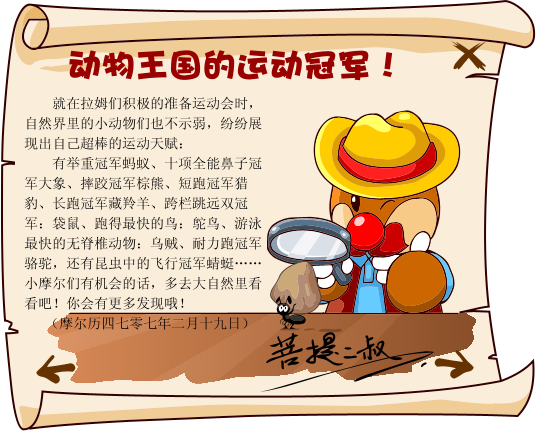 动物王国的运动冠军！
就在拉姆们积极的准备运动会时，
自然界里的小动物们也不示弱，纷纷展
现出自己超棒的运动天赋：
有举重冠军蚂蚁、十项全能鼻子冠
军大象、摔跤冠军棕熊、短跑冠军猎
豹、长跑冠军藏羚羊、跨栏跳远双冠
军：袋鼠、跑得最快的鸟：鸵鸟、游泳
最快的无脊椎动物：乌贼、耐力跑冠军
骆驼，还有昆虫中的飞行冠军蜻蜓……
小摩尔们有机会的话，多去大自然里看
看吧！你会有更多发现哦！
（摩尔历四七零七年二月十九日）
菩提二叔